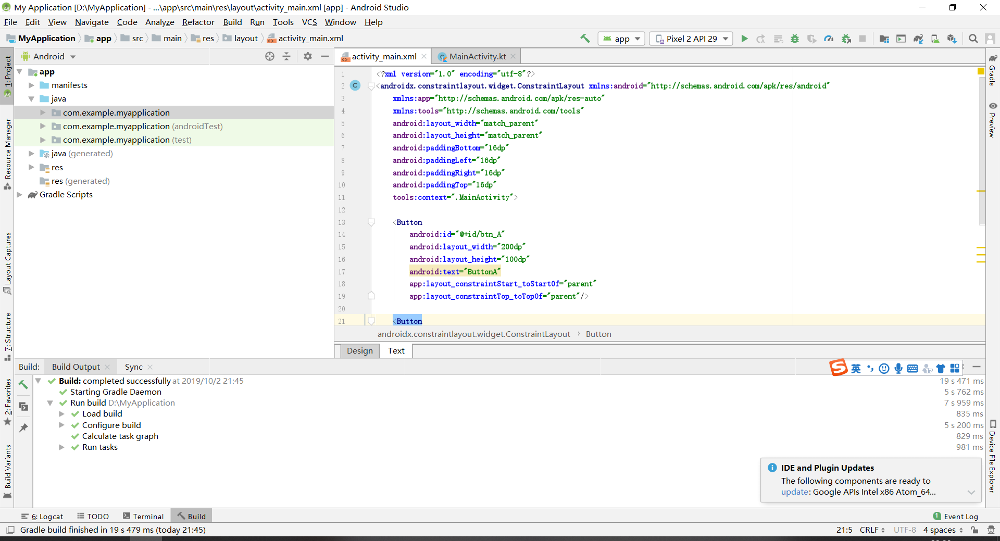 My Application [D:\MyApplication] - ...\app\src\main\res\layout\activity_main.xml [app] - Android Studio
File Edit View Navigate Code Analyze Refactor Build Run Tools VCS Window Help
MyApplication app src main res layout activity_main.xml app Pixel 2 API 29
1: Project
Resource Manager
Layout Captures
Z: Structure
2: Favorites
Build Variants
Android
app
manifests
java
com.example.myapplication
com.example.myapplication (androidTest)
com.example.myapplication (test)
java (generated)
res
res (generated)
Gradle Scripts
activity_main.xml MainActivity.kt
1 <?xml version="1.0" encoding="utf-8"?>
2 C <androidx.constraintlayout.widget.ConstraintLayout xmlns:android="http://schemas.android.com/apk/res/android"
3 xmlns:app="http://schemas.android.com/apk/res-auto"
4 xmlns:tools="http://schemas.android.com/tools"
5 android:layout_width="match_parent"
6 android:layout_height="match_parent"
7 android:paddingBottom="16dp"
8 android:paddingLeft="16dp"
9 android:paddingRight="16dp"
10 android:paddingTop="16dp"
11 tools:context=".MainActivity">
12
13 <Button
14 android:id="@+id/btn_A"
15 android:layout_width="200dp"
16 android:layout_height="100dp"
17 android:text="ButtonA"
18 app:layout_constraintStart_toStartOf="parent"
19 app:layout_constraintTop_toTopOf="parent"/>
20
21 <Button
androidx.constraintlayout.widget.ConstraintLayout › Button
Design Text
Gradle
Preview
Device File Explorer
Build: Build Output Sync
英
Build: completed successfully at 2019/10/2 21:45 19 s 471 ms
Starting Gradle Daemon 5 s 762 ms
Run build D:\MyApplication 7 s 959 ms
Load build 835 ms
Configure build 5 s 200 ms
Calculate task graph 829 ms
Run tasks 981 ms
IDE and Plugin Updates
The following components are ready to
update: Google APIs Intel x86 Atom_64...
6: Logcat TODO Terminal Build 1 Event Log
Gradle build finished in 19 s 479 ms (today 21:45) 21:5 CRLF UTF-8 4 spaces